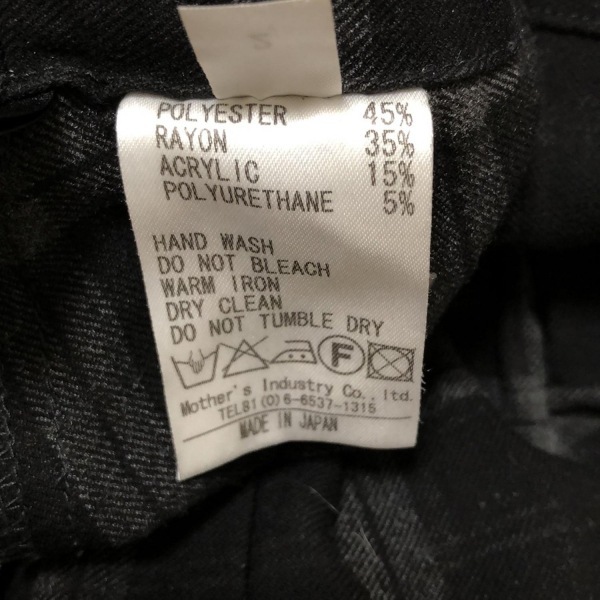 POLYESTER 45%
RAYON 35%
ACRYLIC 15%
POLYURETHANE 5%
HAND WASH
DO NOT BLEACH
WARM IRON
DRY CLEAN
DO NOT TUMBLE DRY
F
Mother's Industry Co., ltd.
TEL81(0)6-6537-1315
MADE IN JAPAN